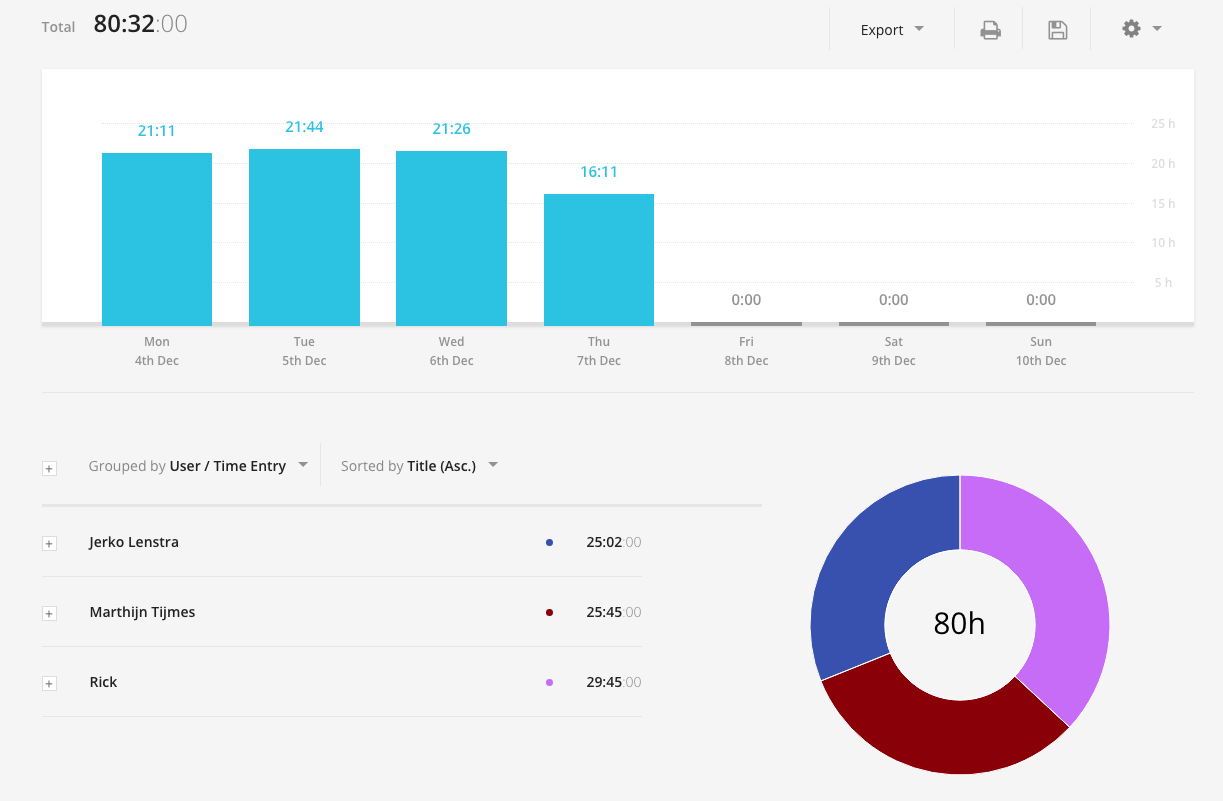 Total 80:32:00
Export
25 h
21:11 21:44 21:26
20 h
16:11
15 h
10 h
5 h
0:00 0:00 0:00
Mon Tue Wed Thu Fri Sat Sun
4th Dec 5th Dec 6th Dec 7th Dec 8th Dec 9th Dec 10th Dec
Grouped by User / Time Entry Sorted by Title (Asc.)
Jerko Lenstra 25:02:00
Marthijn Tijmes 25:45:00
Rick 29:45:00
80h